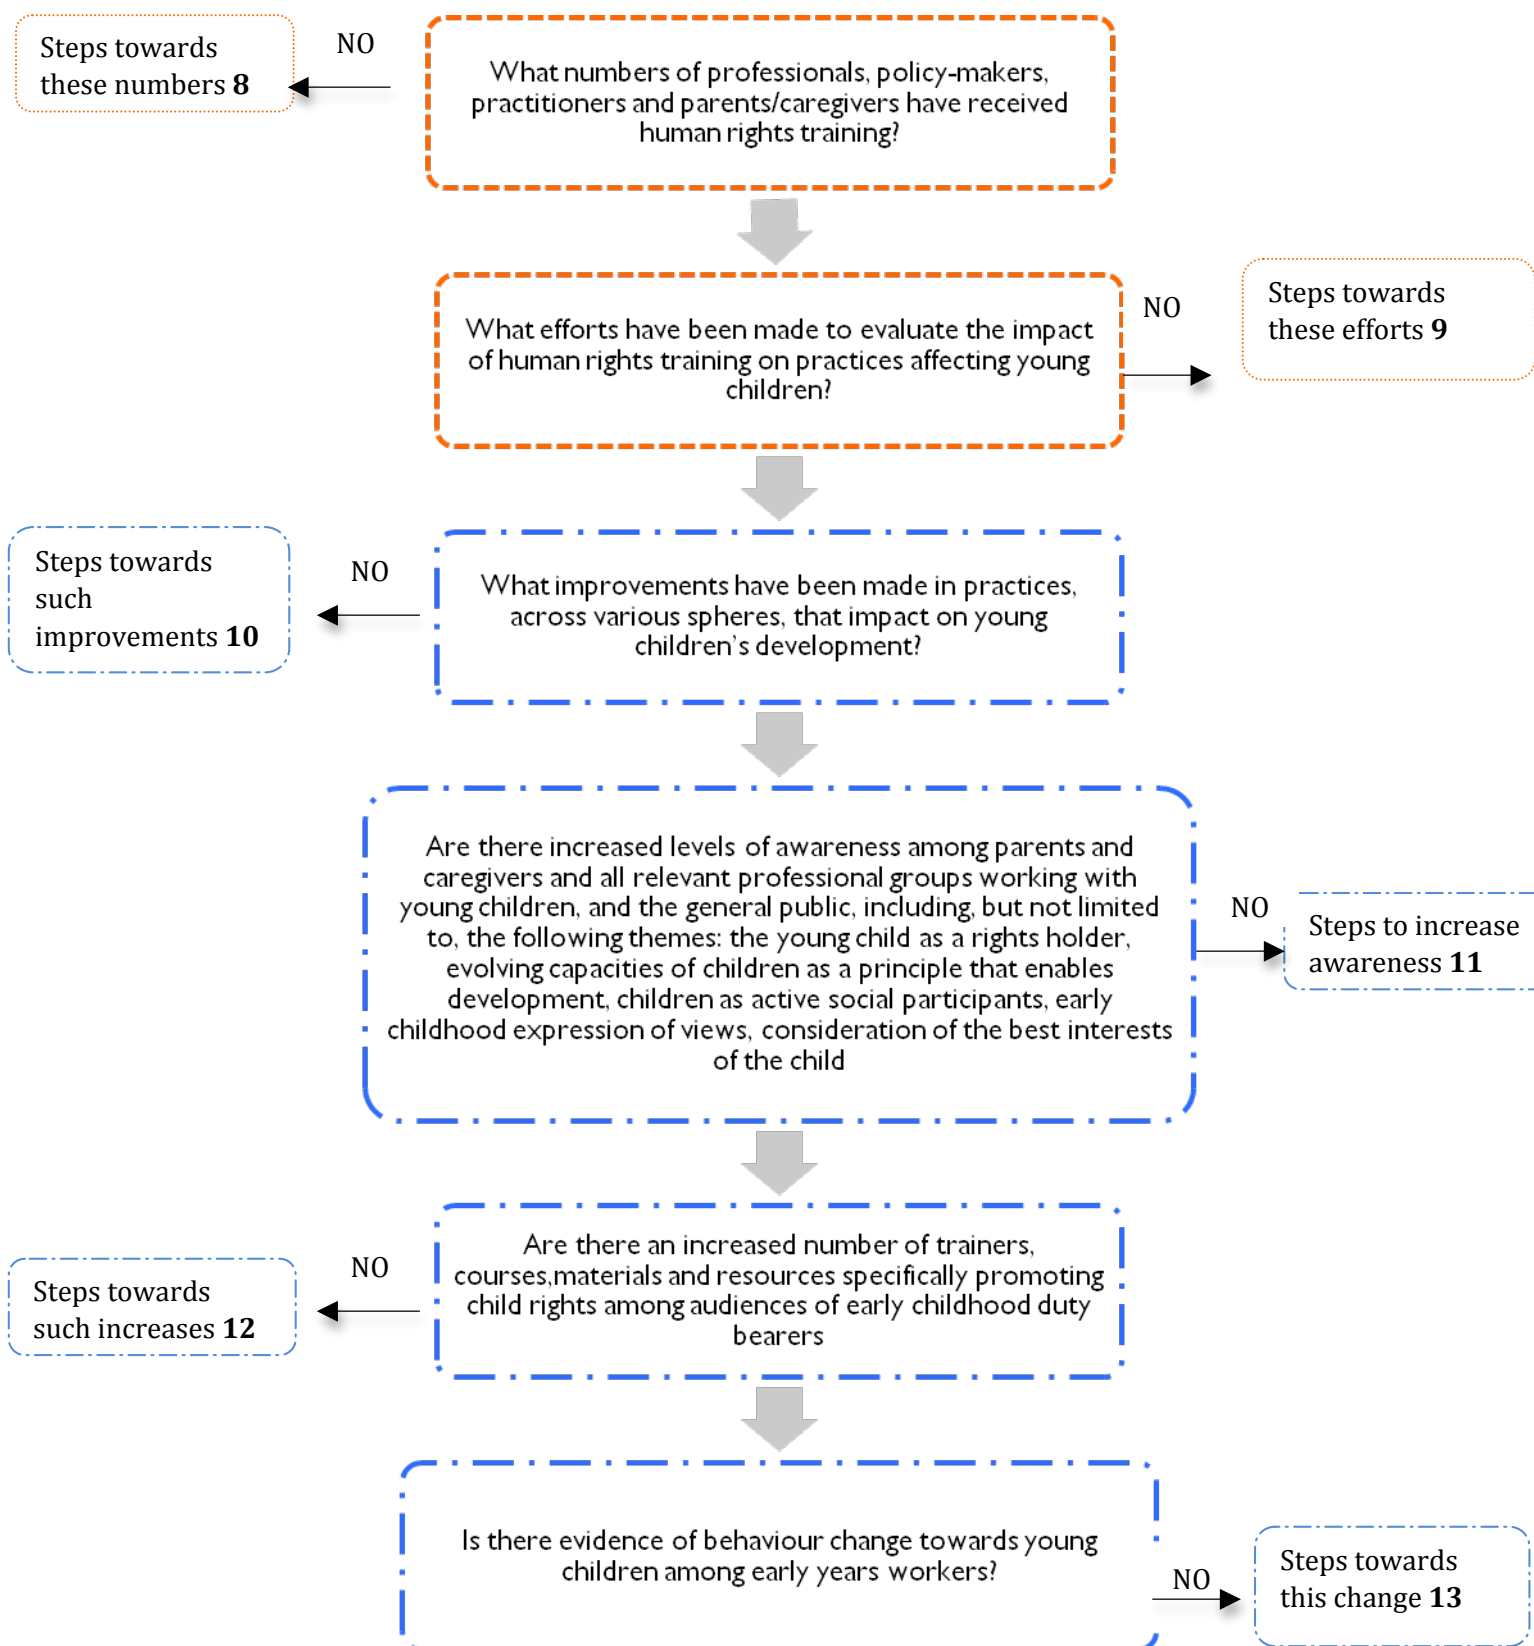 Steps towards
these numbers 8
NO
What numbers of professionals, policy-makers,
practitioners and parents/caregivers have received
human rights training?
What efforts have been made to evaluate the impact
of human rights training on practices affecting young
children?
NO
Steps towards
these efforts 9
Steps towards
such
improvements 10
NO
What improvements have been made in practices,
across various spheres, that impact on young
children's development?
Are there increased levels of awareness among parents and
caregivers and all relevant professional groups working with
young children, and the general public, including, but not limited
to, the following themes: the young child as a rights holder,
evolving capacities of children as a principle that enables
development, children as active social participants, early
childhood expression of views, consideration of the best interests
of the child
NO
Steps to increase
awareness 11
Steps towards
such increases 12
NO
Are there an increased number of trainers,
courses,materials and resources specifically promoting
child rights among audiences of early childhood duty
bearers
Is there evidence of behaviour change towards young
children among early years workers?
NO
Steps towards
this change 13